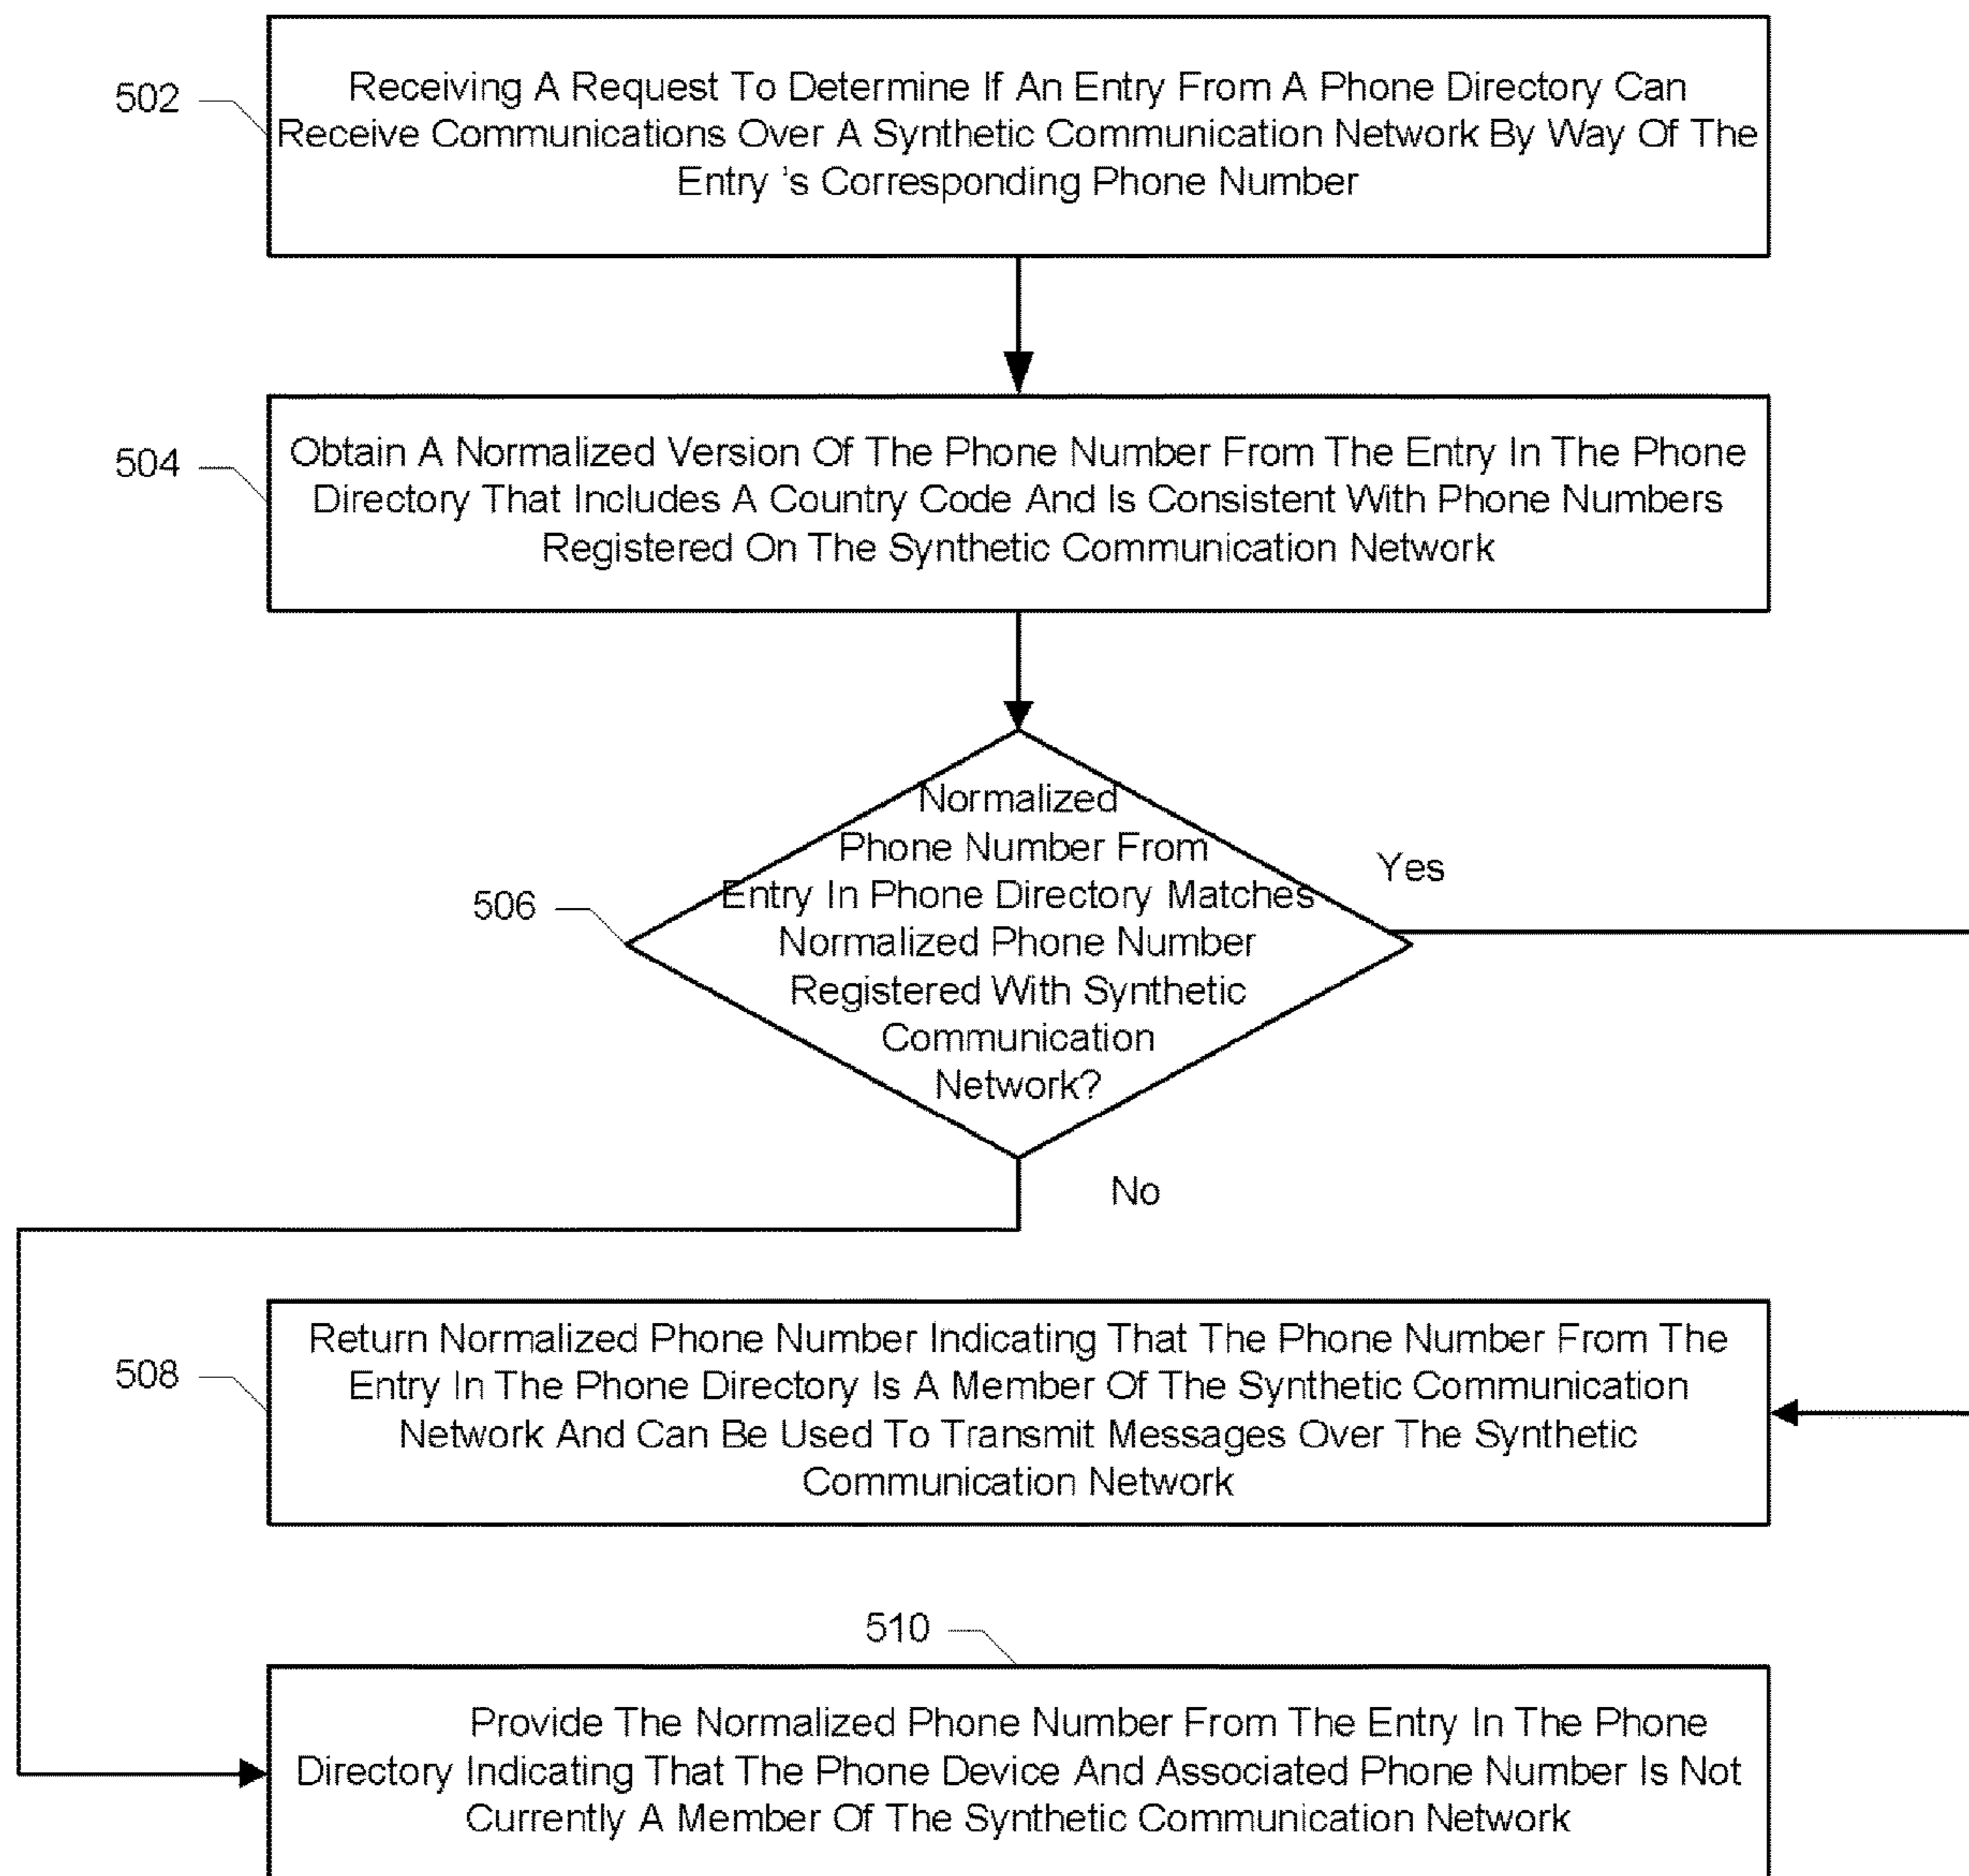 502
Receiving A Request To Determine If An Entry From A Phone Directory Can
Receive Communications Over A Synthetic Communication Network By Way Of The
Entry 's Corresponding Phone Number
504
Obtain A Normalized Version Of The Phone Number From The Entry In The Phone
Directory That Includes A Country Code And Is Consistent With Phone Numbers
Registered On The Synthetic Communication Network
506
Normalized
Phone Number From
Entry In Phone Directory Matches
Normalized Phone Number
Registered With Synthetic
Communication
Network?
Yes
No
508
Return Normalized Phone Number Indicating That The Phone Number From The
Entry In The Phone Directory Is A Member Of The Synthetic Communication
Network And Can Be Used To Transmit Messages Over The Synthetic
Communication Network
510
Provide The Normalized Phone Number From The Entry In The Phone
Directory Indicating That The Phone Device And Associated Phone Number Is Not
Currently A Member Of The Synthetic Communication Network